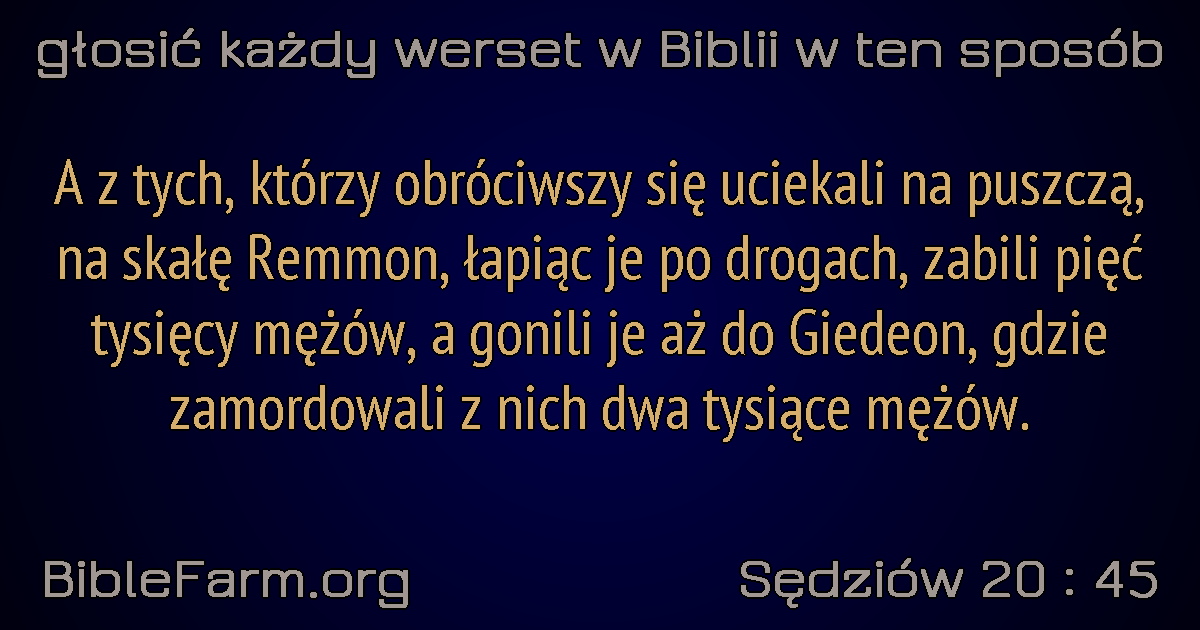 głosić każdy werset w Biblii w ten sposób
A z tych, którzy obróciwszy się uciekali na puszczą,
na skałę Remmon, łapiąc je po drogach, zabili pięć
tysięcy mężów, a gonili je aż do Giedeon, gdzie
zamordowali z nich dwa tysiące mężów.
BibleFarm.org
Sędziów 20 : 45